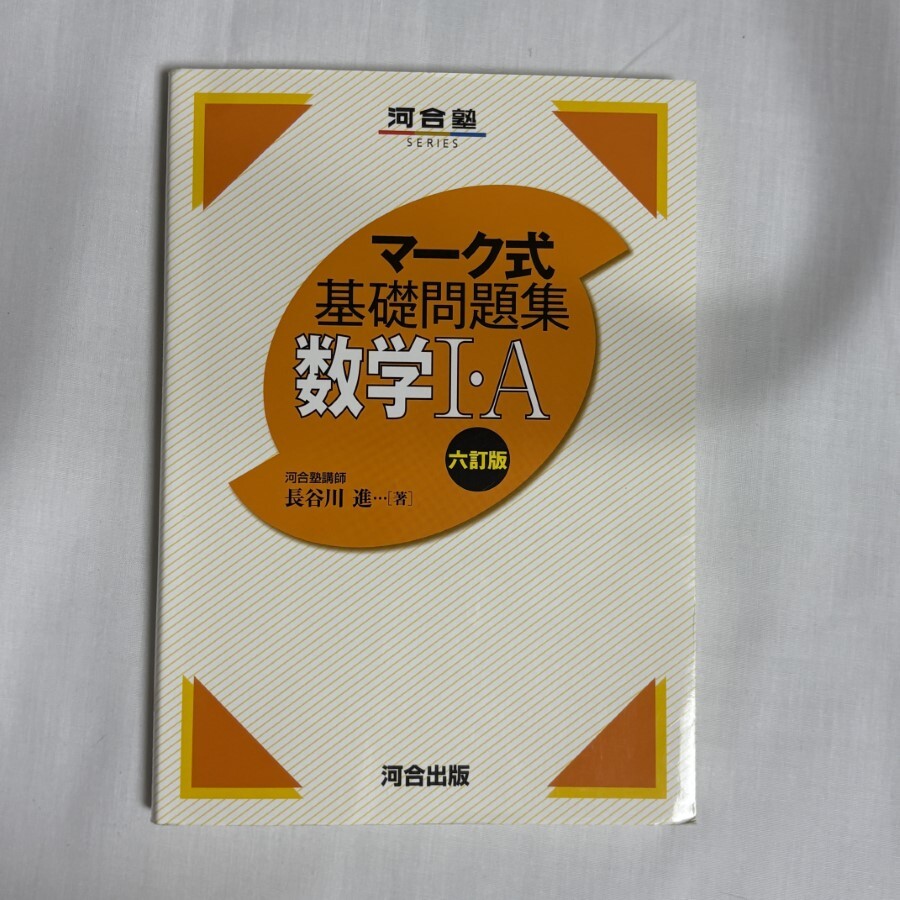 河合塾
SERIES
マーク式
基礎問題集
数学I・A
六訂版
河合塾講師
長谷川 進…[著]
河合出版